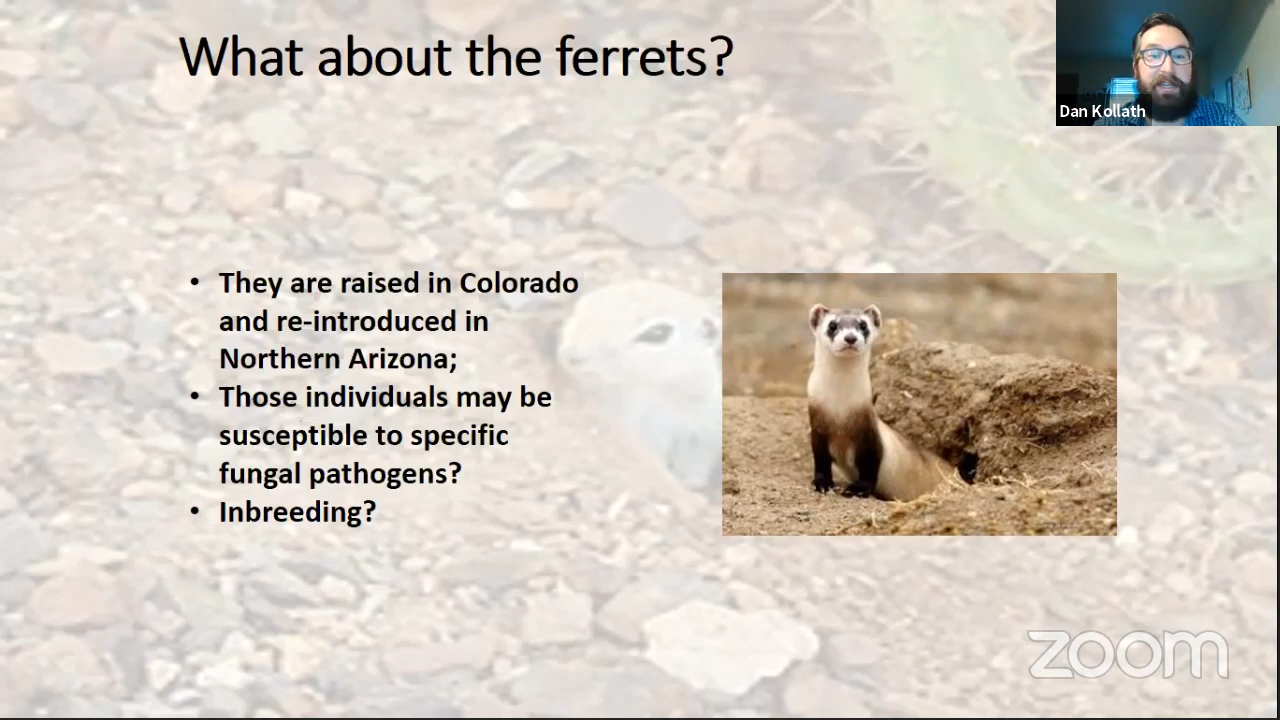 What about the ferrets?
Dan Kollath
• They are raised in Colorado
and re-introduced in
Northern Arizona;
• Those individuals may be
susceptible to specific
fungal pathogens?
• Inbreeding?
zoom